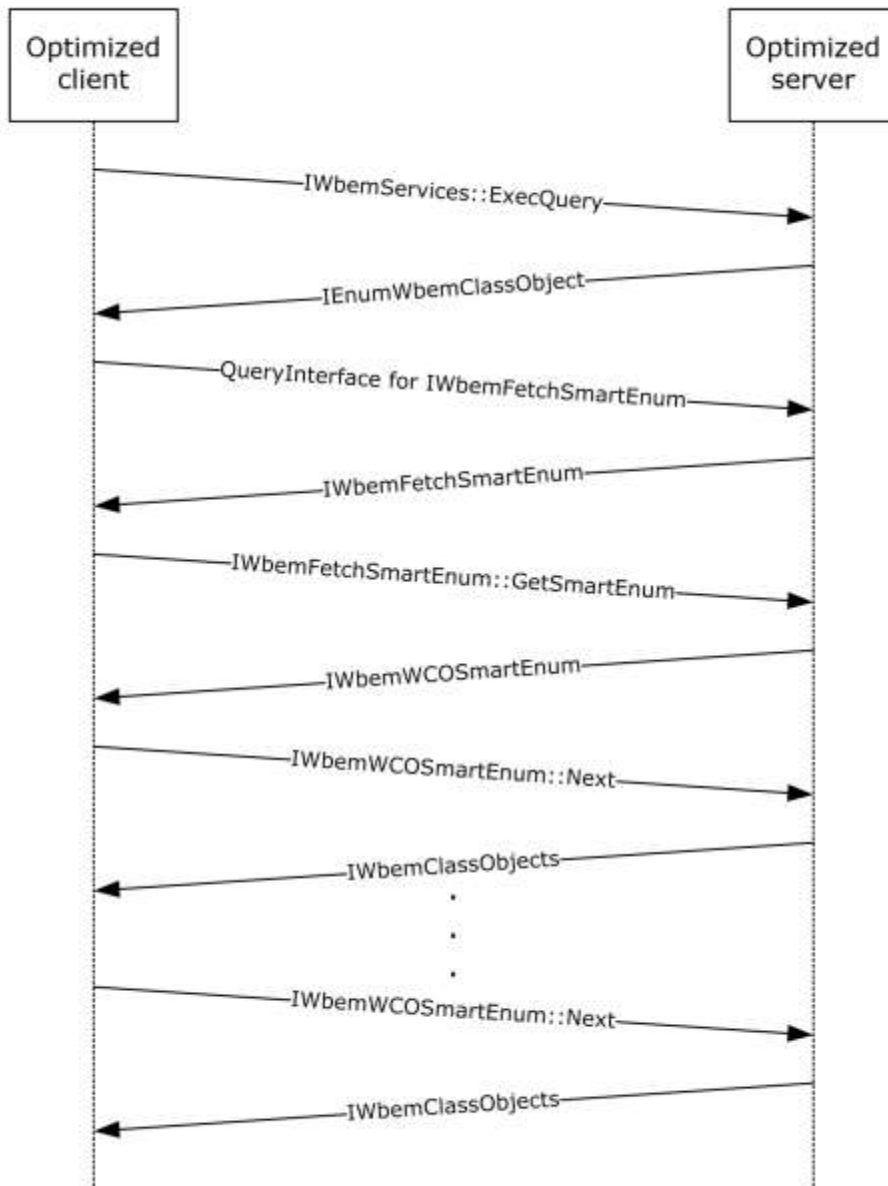 Optimized
client
Optimized
server
IWbemServices::ExecQuery
IEnumWbemClassObject
QueryInterface for IWbemFetchSmartEnum
IWbemFetchSmartEnum
IWbemFetchSmartEnum::GetSmartEnum
IWbemWCOSmartEnum
IWbemWCOSmartEnum::Next
IWbemClassObjects
.
.
.
IWbemWCOSmartEnum::Next
IWbemClassObjects